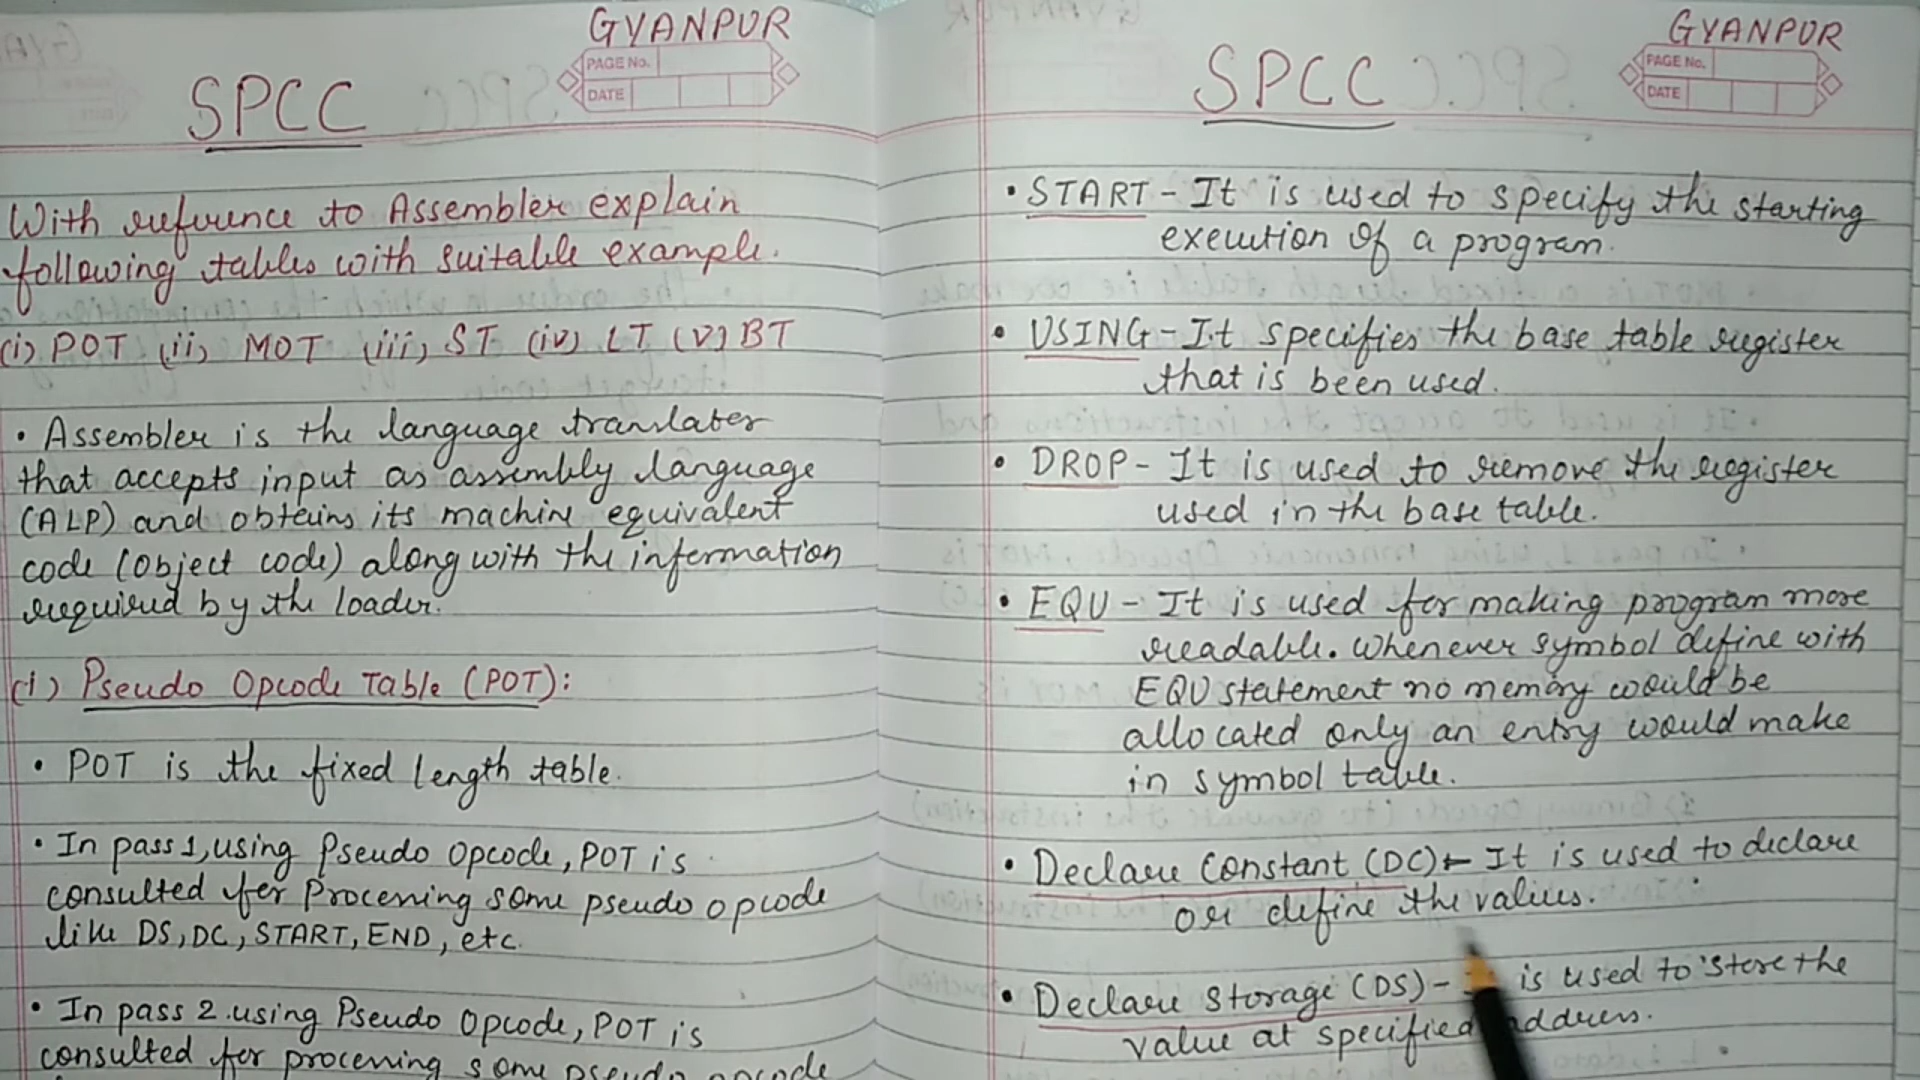 GYANPUR
PAGE No.
DATE
SPCC
With reference to Assembler explain
following tables with suitable example.
(i) POT (ii) MOT (iii) ST (iv) LT (v) BT
• Assembler is the language translater
that accepts input as assembly language
(ALP) and obtains its machine equivalent
code (object code) along with the information
required by the loader.
(i) Pseudo Opcode Table (POT):
• POT is the fixed length table.
• In pass 1, using Pseudo Opcode, POT is
consulted for Processing some pseudo opcode
like DS, DC, START, END, etc.
• In pass 2 using Pseudo Opcode, POT is
consulted for processing some pseudo opcode
GYANPUR
PAGE No.
DATE
SPCC
• START - It is used to specify the starting
execution of a program.
• USING - It specifies the base table register
that is been used.
• DROP - It is used to remove the register
used in the base table.
• EQU - It is used for making program more
readable. Whenever symbol define with
EQU statement no memory would be
allocated only an entry would make
in symbol table.
• Declare Constant (DC) - It is used to declare
or define the values.
• Declare Storage (DS) - is used to store the
value at specified address.